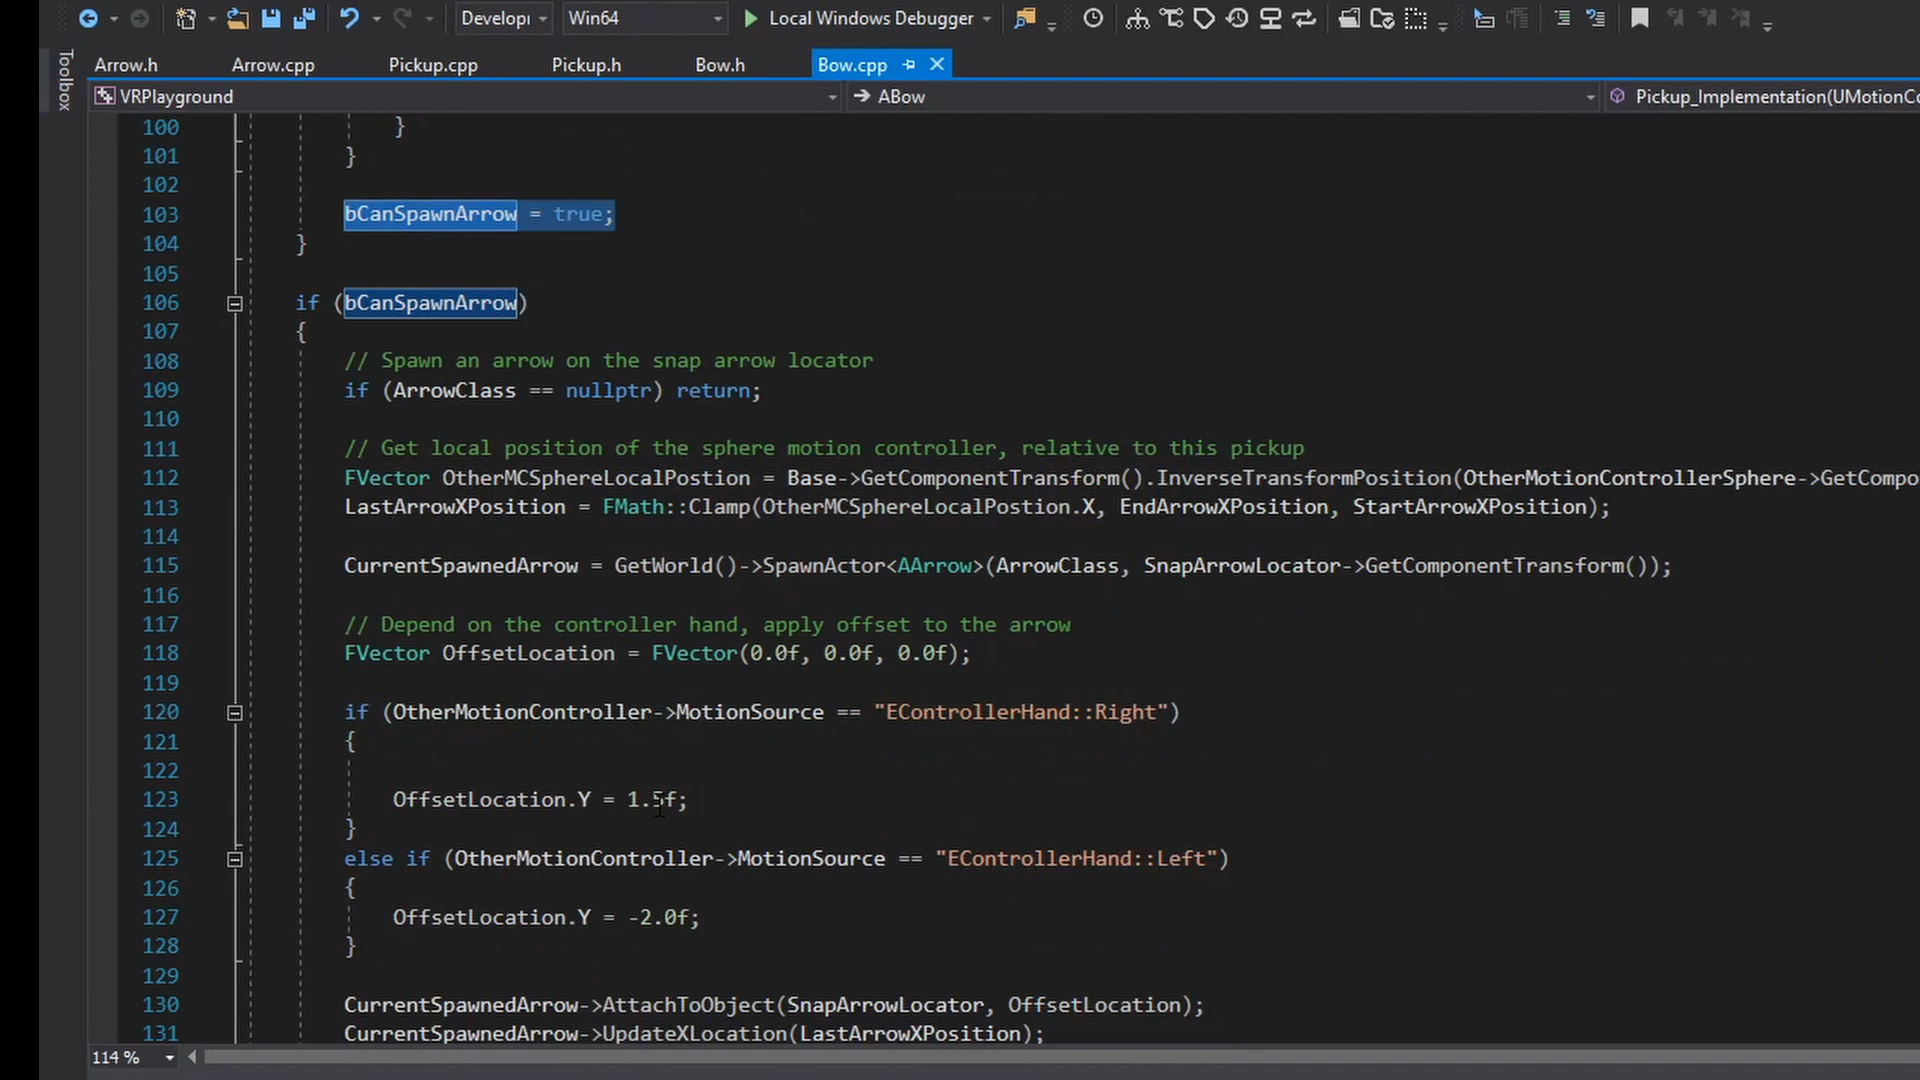 Develop
Win64
Local Windows Debugger
Toolbox
Arrow.h
Arrow.cpp
Pickup.cpp
Pickup.h
Bow.h
Bow.cpp
VRPlayground
ABow
Pickup_Implementation(UMotionCo
100 }
101 }
102
103 bCanSpawnArrow = true;
104 }
105
106 if (bCanSpawnArrow)
107 {
108 // Spawn an arrow on the snap arrow locator
109 if (ArrowClass == nullptr) return;
110
111 // Get local position of the sphere motion controller, relative to this pickup
112 FVector OtherMCSphereLocalPostion = Base->GetComponentTransform().InverseTransformPosition(OtherMotionControllerSphere->GetCompo
113 LastArrowXPosition = FMath::Clamp(OtherMCSphereLocalPostion.X, EndArrowXPosition, StartArrowXPosition);
114
115 CurrentSpawnedArrow = GetWorld()->SpawnActor<AArrow>(ArrowClass, SnapArrowLocator->GetComponentTransform());
116
117 // Depend on the controller hand, apply offset to the arrow
118 FVector OffsetLocation = FVector(0.0f, 0.0f, 0.0f);
119
120 if (OtherMotionController->MotionSource == "EControllerHand::Right")
121 {
122
123 OffsetLocation.Y = 1.5f;
124 }
125 else if (OtherMotionController->MotionSource == "EControllerHand::Left")
126 {
127 OffsetLocation.Y = -2.0f;
128 }
129
130 CurrentSpawnedArrow->AttachToObject(SnapArrowLocator, OffsetLocation);
131 CurrentSpawnedArrow->UpdateXLocation(LastArrowXPosition);
114 %